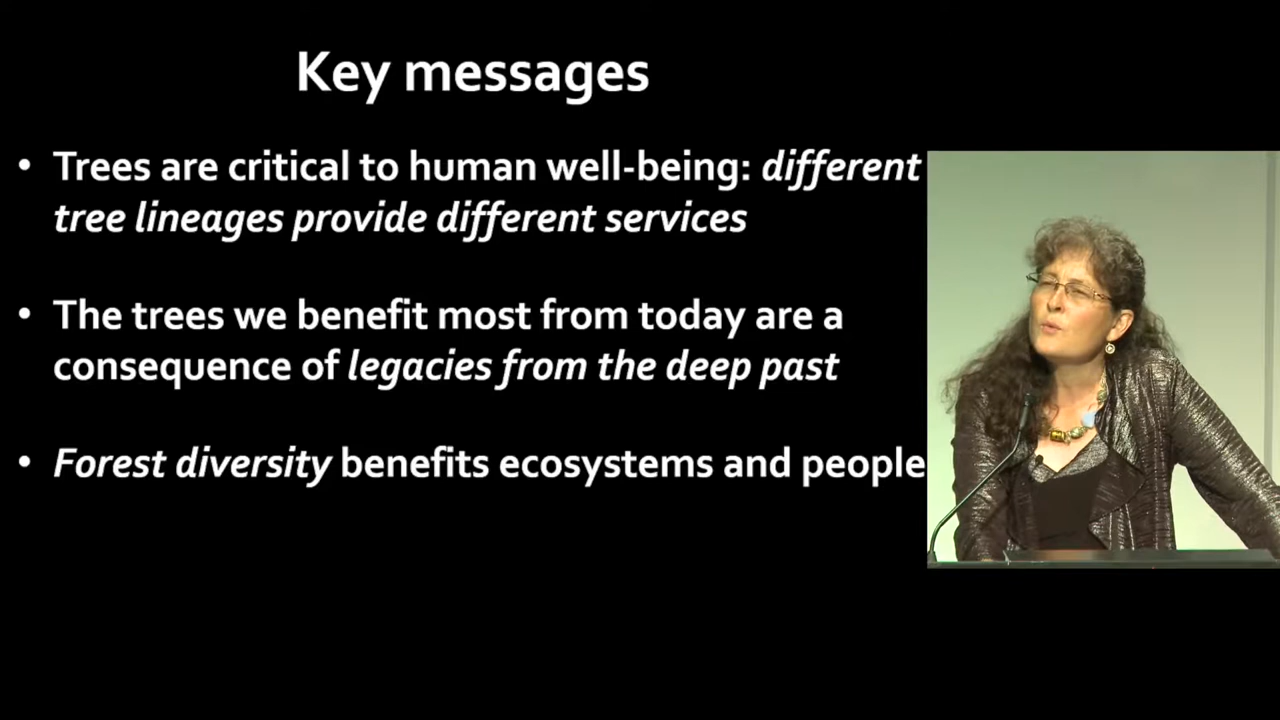 Key messages
• Trees are critical to human well-being: different
tree lineages provide different services
• The trees we benefit most from today are a
consequence of legacies from the deep past
• Forest diversity benefits ecosystems and people